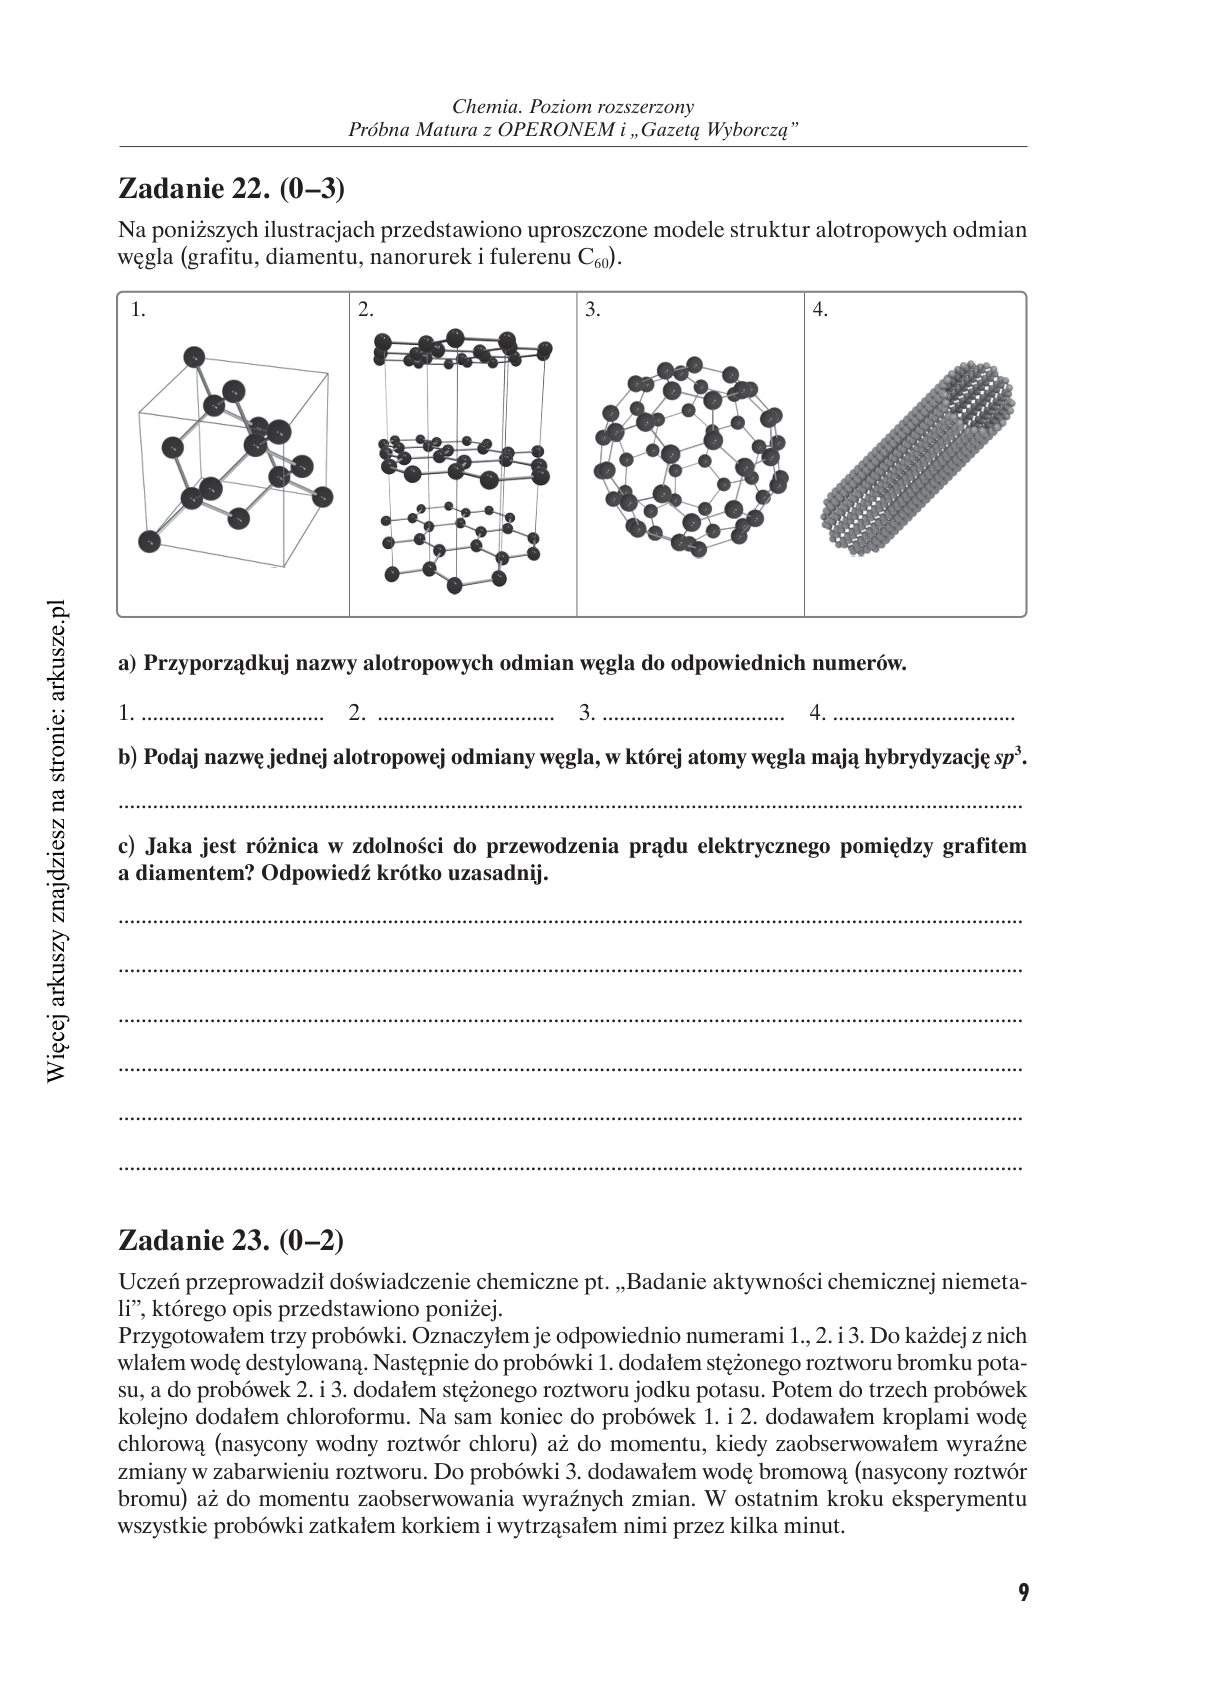 Chemia. Poziom rozszerzony
Próbna Matura z OPERONEM i „Gazetą Wyborczą”
Zadanie 22. (0–3)
Na poniższych ilustracjach przedstawiono uproszczone modele struktur alotropowych odmian
węgla (grafitu, diamentu, nanorurek i fulerenu C₆₀).
1.
2.
3.
4.
a) Przyporządkuj nazwy alotropowych odmian węgla do odpowiednich numerów.
1. ................................ 2. ............................... 3. ................................ 4. ................................
b) Podaj nazwę jednej alotropowej odmiany węgla, w której atomy węgla mają hybrydyzację sp³.
c) Jaka jest różnica w zdolności do przewodzenia prądu elektrycznego pomiędzy grafitem
a diamentem? Odpowiedź krótko uzasadnij.
Zadanie 23. (0–2)
Uczeń przeprowadził doświadczenie chemiczne pt. „Badanie aktywności chemicznej niemeta-
li”, którego opis przedstawiono poniżej.
Przygotowałem trzy probówki. Oznaczyłem je odpowiednio numerami 1., 2. i 3. Do każdej z nich
wlałem wodę destylowaną. Następnie do probówki 1. dodałem stężonego roztworu bromku pota-
su, a do probówek 2. i 3. dodałem stężonego roztworu jodku potasu. Potem do trzech probówek
kolejno dodałem chloroformu. Na sam koniec do probówek 1. i 2. dodawałem kroplami wodę
chlorową (nasycony wodny roztwór chloru) aż do momentu, kiedy zaobserwowałem wyraźne
zmiany w zabarwieniu roztworu. Do probówki 3. dodawałem wodę bromową (nasycony roztwór
bromu) aż do momentu zaobserwowania wyraźnych zmian. W ostatnim kroku eksperymentu
wszystkie probówki zatkałem korkiem i wytrząsałem nimi przez kilka minut.
9
Więcej arkuszy znajdziesz na stronie: arkusze.pl